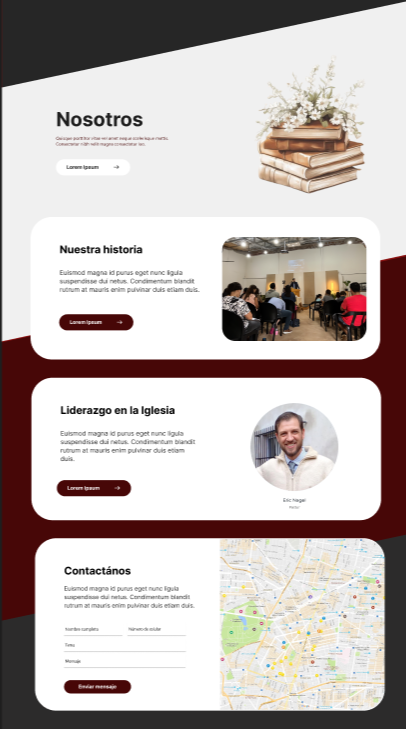 Nosotros
Quisque porttitor vitae vel amet neque scelerisque mattis.
Consectetur nibh velit magna consectetur leo.
Lorem Ipsum →
Nuestra historia
Euismod magna id purus eget nunc ligula
suspendisse dui netus. Condimentum blandit
rutrum at mauris enim pulvinar duis etiam duis.
Lorem Ipsum →
Liderazgo en la Iglesia
Euismod magna id purus eget nunc ligula
suspendisse dui netus. Condimentum blandit
rutrum at mauris enim pulvinar duis etiam
duis.
Lorem Ipsum →
Eric Hagar
Pastor
Contactános
Euismod magna id purus eget nunc ligula
suspendisse dui netus. Condimentum blandit
rutrum at mauris enim pulvinar duis etiam duis.
Nombre completo
Número de celular
Tema
Mensaje
Enviar mensaje